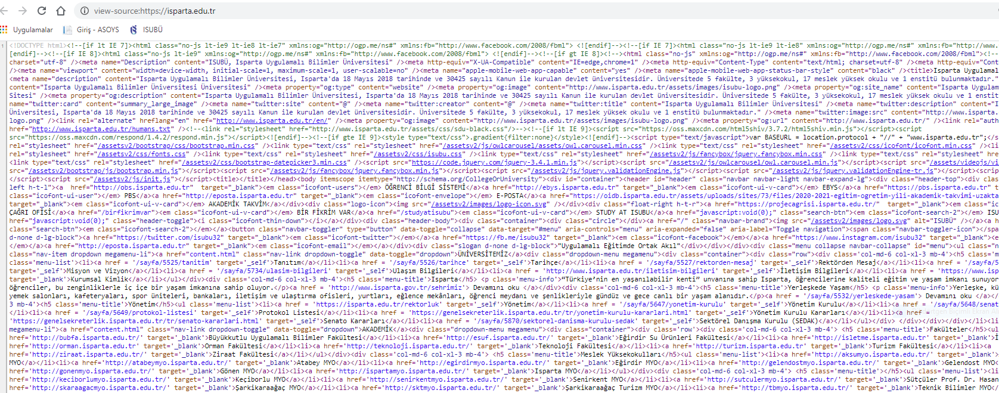 view-source:https://isparta.edu.tr
Uygulamalar Giriş - ASOYS ISUBÜ
1 <!DOCTYPE html><!--[if lt IE 7]><html class="no-js lt-ie9 lt-ie8 lt-ie7" xmlns:og="http://ogp.me/ns#" xmlns:fb="http://www.facebook.com/2008/fbml"> <![endif]--><!--[if IE 7]><html class="no-js lt-ie9 lt-ie8" xmlns:og="http://ogp.me/ns#" xmlns:fb="http://www.
[endif]--><!--[if IE 8]><html class="no-js lt-ie9" xmlns:og="http://ogp.me/ns#" xmlns:fb="http://www.facebook.com/2008/fbml"> <![endif]--><!--[if gt IE 8]><!--><html class="no-js" xmlns:og="http://ogp.me/ns#" xmlns:fb="http://www.facebook.com/2008/fbml"><!--
charset="utf-8" /><meta name="Description" content="ISUBÜ, Isparta Uygulamalı Bilimler Üniversitesi" /><meta http-equiv="X-UA-Compatible" content="IE=edge,chrome=1" /><meta http-equiv="Content-Type" content="text/html; charset=utf-8" /><meta http-equiv="Cont
/><meta name="viewport" content="width=device-width, initial-scale=1, maximum-scale=1, user-scalable=no" /><meta name="apple-mobile-web-app-capable" content="yes" /><meta name="apple-mobile-web-app-status-bar-style" content="black" /><title>Isparta Uygulamal
<meta name="description" content="Isparta Uygulamalı Bilimler Üniversitesi, Isparta'da 18 Mayıs 2018 tarihinde ve 30425 sayılı Kanun ile kurulan devlet üniversitesidir. Üniversitede 5 fakülte, 3 yüksekokul, 17 meslek yüksek okulu ve 1 enstitü bulunmaktadır."
content="Isparta Uygulamalı Bilimler Üniversitesi Üniversitesi" /><meta property="og:type" content="website" /><meta property="og:image" content="http://www.isparta.edu.tr/assets/images/isubu-logo.png" /><meta property="og:site_name" content="Isparta Uygulam
Sitesi" /><meta property="og:description" content="Isparta Uygulamalı Bilimler Üniversitesi, Isparta'da 18 Mayıs 2018 tarihinde ve 30425 sayılı Kanun ile kurulan devlet üniversitesidir. Üniversitede 5 fakülte, 3 yüksekokul, 17 meslek yüksek okulu ve 1 enstit
name="twitter:card" content="summary_large_image" /><meta name="twitter:site" content="@" /><meta name="twitter:creator" content="@" /><meta name="twitter:title" content="Isparta Uygulamalı Bilimler Üniversitesi" /><meta name="twitter:description" content="I
Üniversitesi, Isparta'da 18 Mayıs 2018 tarihinde ve 30425 sayılı Kanun ile kurulan devlet üniversitesidir. Üniversitede 5 fakülte, 3 yüksekokul, 17 meslek yüksek okulu ve 1 enstitü bulunmaktadır." /><meta name="twitter:image:src" content="http://www.isparta.
logo.png" /><link rel="alternate" hreflang="en" href="http://www.isparta.edu.tr/en/" /><meta property="og:image" content="http://www.isparta.edu.tr/assets/images/isubu-logo.png" /><meta property="og:url" content="http://www.isparta.edu.tr/" /><link rel="auth
href="http://www.isparta.edu.tr/humans.txt" /><!--<link rel="stylesheet" href="http://www.isparta.edu.tr/assets/css/sdu-black.css"/>--><!--[if lt IE 9]><script src="https://oss.maxcdn.com/html5shiv/3.7.2/html5shiv.min.js"></script><script
src="https://oss.maxcdn.com/respond/1.4.2/respond.min.js"></script><![endif]--><!--[if gte IE 9]><style type="text/css">.gradient{filter:none}</style><![endif]--><script type="text/javascript">var BASEURL = location.protocol + "//" + "www.isparta.edu.tr";</s
rel="stylesheet" href="/assetsv2/bootstrap/css/bootstrap.min.css" /><link type="text/css" rel="stylesheet" href="/assetsv2/js/owlcarousel/assets/owl.carousel.min.css" /><link type="text/css" rel="stylesheet" href="/assetsv2/css/icofont/icofont.min.css" /><li
rel="stylesheet" href="/assetsv2/css/fonts.css" /><link type="text/css" rel="stylesheet" href="/assetsv2/css/isubu.css" /><link type="text/css" rel="stylesheet" href="/assetsv2/js/fancybox/jquery.fancybox.min.css" /><link type="text/css" rel="stylesheet" hre
<link type="text/css" rel="stylesheet" href="/assetsv2/css/bootstrap-datepicker3.min.css" /><script src="https://code.jquery.com/jquery-3.4.1.min.js"></script><script src="/assetsv2/js/owlcarousel/owl.carousel.min.js"></script><script src="/assets/videojs/vi
src="/assetsv2/bootstrap/js/bootstrap.min.js"></script><script src="/assetsv2/js/fancybox/jquery.fancybox.min.js"></script><script src="/assetsv2/js/jquery.validationEngine.js"></script><script src="/assetsv2/js/jquery.validationEngine-tr.js"></script><scrip
</script><script src="/assetsv2/js/init.js"></script><title></title></head><body itemscope itemtype="http://schema.org/CollegeOrUniversity"><div id="container"><header id="header" class="navbar navbar-light navbar-expand-lg"><div class="header-top"><div clas
left h-t-l"><a href="http://obs.isparta.edu.tr"  target="_blank"><em class="icofont-users"></em> ÖĞRENCİ BİLGİ SİSTEMİ</a><a href="http://ebys.isparta.edu.tr" target="_blank"><em class="icofont-ui-v-card"></em> EBYS</a><a href="https://pbs.isparta.edu.tr" t
class="icofont-ui-user"></em> PBS</a><a href="http://eposta.isparta.edu.tr" target="_blank"><em class="icofont-envelope"></em> E-POSTA</a><a href="https://oidb.isparta.edu.tr/assets/uploads/sites/73/files/2020-2021-egitim-ogretim-yili-akademik-takvimi-uzakta
target="_blank"><em class="icofont-ui-v-card"></em> AKADEMİK TAKVİM</a></div><div class="logo-icon"><img src="/assetsv2/images/logo-icon.svg" /></div><div class="float-right h-t-r"><a href="https://projecagrisi.isparta.edu.tr/"  target="_blank"><em class="ic
ÇAĞRI OFİSİ</a><a href="/birfikrimvar"><em class="icofont-ui-v-card"></em> BİR FİKRİM VAR</a><a href="/studyatisubu"><em class="icofont-ui-v-card"></em> STUDY AT ISUBU</a><a href="javascript:void(0);" class="search-btn"><em class="icofont-search-2"></em> ISU
href="javascript:void(0);" class="header-toggle"><i class="icofont-thin-down"></i></a></div><div class="header-body"><div class="container"><div class="circle"></div><a href="/" class="navbar-brand"><img src="/assetsv2/images/logo.svg" alt="ISUBÜ" /></a><a h
class="search-btn"><em class="icofont-search-2"></em></a><button class="navbar-toggler" type="button" data-toggle="collapse" data-target="#menu" aria-controls="menu" aria-expanded="false" aria-label="Toggle navigation"><span class="navbar-toggler-icon"></spa
d-none d-lg-block"><a href="https://twitter.com/isubu32" target="_blank"><em class="icofont-twitter"></em></a><a href="https://fb.me/isubu32" target="_blank"><em class="icofont-facebook"></em></a><a href="https://www.instagram.com/isubu32" target="_blank"><e
</em></a><a href="http://eposta.isparta.edu.tr" target="_blank"><em class="icofont-email"></em></a></div><div class="slogan d-none d-lg-block">"Uygulamalı Eğitimde Ortak Akıl"</div></div><div class="menu collapse navbar-collapse" id="menu"><ul class="n
class="nav-item dropdown megamenu-li"><a href="content.html" class="nav-link dropdown-toggle" data-toggle="dropdown">ÜNİVERSİTEMİZ</a><div class="dropdown-menu megamenu"><div class="container"><div class="row"><div class='col-md-6 col-xl-3 mb-4'><h5 class='m
class='menu-list'><li><a href = '/sayfa/5525/tanitim' target='_self'>Tanıtım</a></li><li><a href = '/sayfa/5526/tarihce' target='_self'>Tarihçe</a></li><li><a href = '/sayfa/5527/rektorden-mesaj' target='_self'>Rektörden Mesaj</a></li><li><a href = '/sayfa/5
target='_self'>Misyon ve Vizyon</a></li><li><a href = '/sayfa/5734/ulasim-bilgileri' target='_self'>Ulaşım Bilgileri</a></li><li><a href = 'http://www.isparta.edu.tr/iletisim-bilgileri' target='_self'>İletişim Bilgileri</a></li><li><a href = 'https://www.isp
target='_blank'>Kurumsal Kimlik</a></li></ul></div><div class='col-md-6 col-xl-3 mb-4'><h5 class='menu-title'>Isparta</h5> <p class='menu-info'>“Türkiye’nin en yaşanılabilir kenti” unvanına sahip Isparta, öğrencilerine kaliteli eğitim ve yaşam imkanı sunuyor
öğrenciler, bu zenginliklerle iç içe bir yaşam imkanına sahip oluyor.</p><a href = 'http://www.isparta.gov.tr/sehrimiz'> Devamını oku </a></div><div class='col-md-6 col-xl-3 mb-4'><h5 class='menu-title'>Yerleşkede Yaşam</h5> <p class='menu-info'>Yerleşke, kü
yemek salonları, kafeteryaları, spor üniteleri, bankaları, iletişim ve ulaştırma ofisleri, yurtları, eğlence mekânları, öğrenci meydanı ve şenlikleriyle gündüz ve gece canlı bir yaşam alanıdır.</p><a href = '/sayfa/5532/yerleskede-yasam'> Devamını oku </a></
3 mb-4'><h5 class='menu-title'>Yönetim</h5><ul class='menu-list'><li><a href = 'https://isparta.edu.tr/rektorluk' target='_self'>Yönetim</a></li><li><a href = '/sayfa/5647/yonetim-kurulu' target='_self'>Yönetim Kurulu</a></li><li><a href = '/sayfa/5648/senat
</li><li><a href = '/sayfa/5649/protokol-listesi' target='_self'>Protokol Listesi</a></li><li><a href = 'https://genelsekreterlik.isparta.edu.tr/tr/yonetim-kurulu-kararlari.html' target='_self'>Yönetim Kurulu Kararları</a></li><li><a href =
'https://genelsekreterlik.isparta.edu.tr/tr/senato-kararlari.html' target='_self'>Senato Kararları</a></li><li><a href = '/sayfa/5870/sektorel-danisma-kurulu-sedak' target='_self'>Sektörel Danışma Kurulu (SEDAK)</a></li></ul></div> </div></div></div></li><li
megamenu-li"><a href="content.html" class="nav-link dropdown-toggle" data-toggle="dropdown">AKADEMİK</a><div class="dropdown-menu megamenu"><div class="container"><div class="row"><div class='col-md-6 col-xl-3 mb-4'> <h5 class='menu-title'>Fakülteler</h5><ul
href='http://bubfa.isparta.edu.tr/' target='_blank'>Büyükkutlu Uygulamalı Bilimler Fakültesi</a></li><li><a href='http://esuf.isparta.edu.tr/' target='_blank'>Eğirdir Su Ürünleri Fakültesi</a></li><li><a href='http://isletme.isparta.edu.tr/' target='_blank'>İ
href='http://orman.isparta.edu.tr' target='_blank'>Orman Fakültesi</a></li><li><a href='http://teknoloji.isparta.edu.tr/' target='_blank'>Teknoloji Fakültesi</a></li><li><a href='http://turizm.isparta.edu.tr' target='_blank'>Turizm Fakültesi</a></li><li><a
href='http://ziraat.isparta.edu.tr/' target='_blank'>Ziraat Fakültesi</a></li></ul></div><div class='col-md-6 col-xl-3 mb-4'> <h5 class='menu-title'>Meslek Yüksekokulları</h5><ul class='menu-list'><li><a href='http://aksumyo.isparta.edu.tr/' target='_blank'
MYO</a></li><li><a href='http://atabeymyo.isparta.edu.tr/' target='_blank'>Atabey MYO</a></li><li><a href='http://egirdirmyo.isparta.edu.tr/' target='_blank'>Eğirdir MYO</a></li><li><a href='http://gelendostmyo.isparta.edu.tr/' target='_blank'>Gelendost MYO<
href='http://gonenmyo.isparta.edu.tr/' target='_blank'>Gönen MYO</a></li><li><a href='http://ispartamyo.isparta.edu.tr/' target='_blank'>Isparta MYO</a></li></ul></div><div class='col-md-6 col-xl-3 mb-4'> <h5 class='menu-title'></h5><ul class='menu-list'><li
href='http://keciborlumyo.isparta.edu.tr/' target='_blank'>Keçiborlu MYO</a></li><li><a href='http://senirkentmyo.isparta.edu.tr/' target='_blank'>Senirkent MYO</a></li><li><a href='http://sutculermyo.isparta.edu.tr/' target='_blank'>Sütçüler Prof. Dr. Hasan
href='http://skaraagacmyo.isparta.edu.tr/' target='_blank'>Şarkikaraağaç MYO</a></li><li><a href='http://sktmyo.isparta.edu.tr/' target='_blank'>Şarkikaraağaç Turizm MYO</a></li><li><a href='http://tbmyo.isparta.edu.tr/' target='_blank'>Teknik Bilimler MYO</